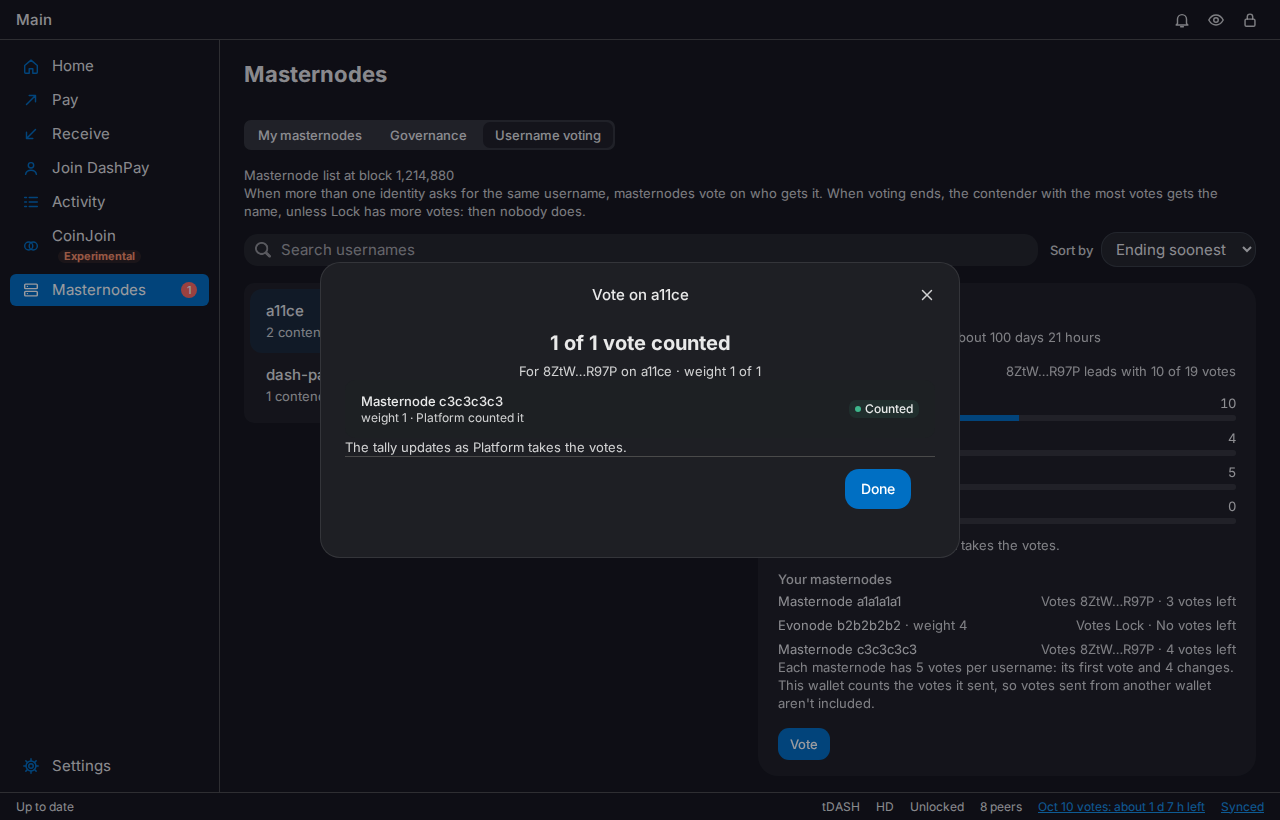 Main
Home
Pay
Receive
Join DashPay
Activity
CoinJoin
Experimental
Masternodes
1
Settings
Masternodes
My masternodes
Governance
Username voting
Masternode list at block 1,214,880
When more than one identity asks for the same username, masternodes vote on who gets it. When voting ends, the contender with the most votes gets the
name, unless Lock has more votes: then nobody does.
Search usernames
Sort by
Ending soonest
a11ce
2 conten
dash-pa
1 contend
Vote on a11ce
1 of 1 vote counted
For 8ZtW…R97P on a11ce · weight 1 of 1
Masternode c3c3c3c3
weight 1 · Platform counted it
Counted
The tally updates as Platform takes the votes.
Done
bout 100 days 21 hours
8ZtW…R97P leads with 10 of 19 votes
10
4
5
0
takes the votes.
Your masternodes
Masternode a1a1a1a1
Votes 8ZtW…R97P · 3 votes left
Evonode b2b2b2b2 · weight 4
Votes Lock · No votes left
Masternode c3c3c3c3
Votes 8ZtW…R97P · 4 votes left
Each masternode has 5 votes per username: its first vote and 4 changes.
This wallet counts the votes it sent, so votes sent from another wallet
aren't included.
Vote
Up to date
tDASH
HD
Unlocked
8 peers
Oct 10 votes: about 1 d 7 h left
Synced